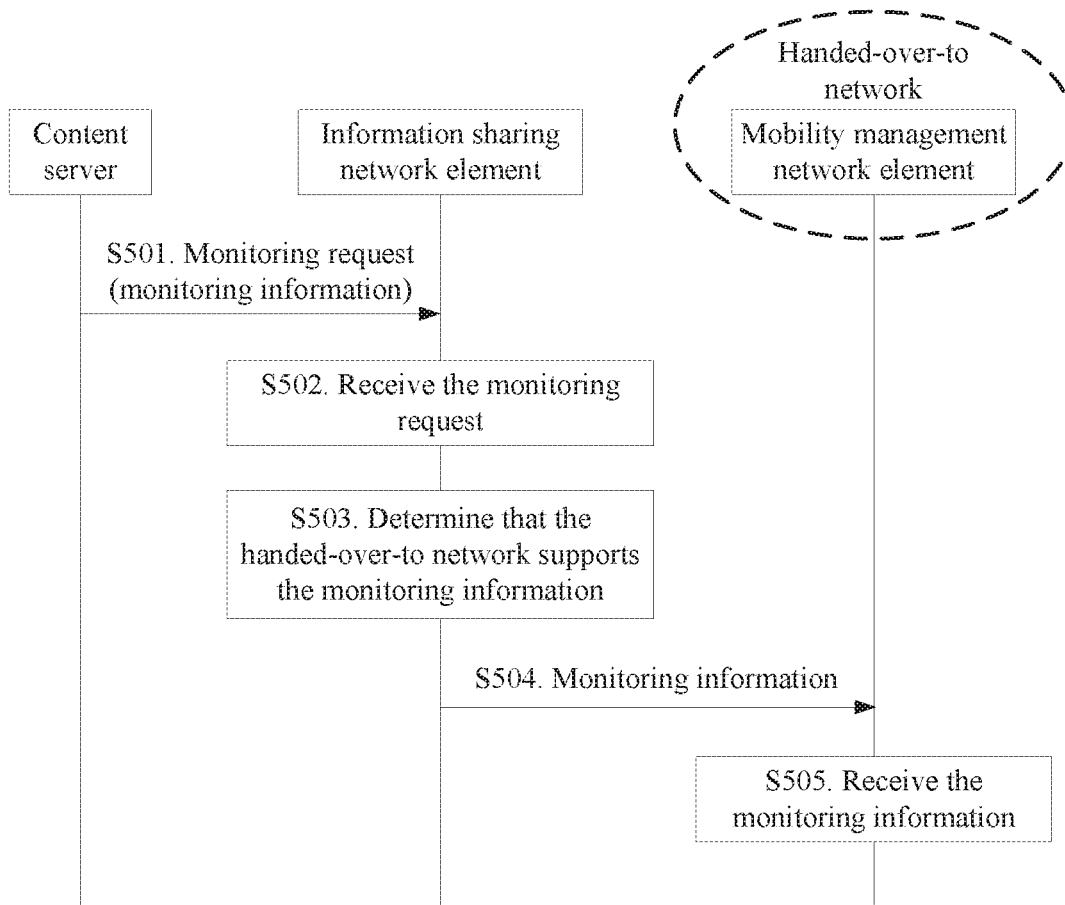 Handed-over-to
network
Content
server
Information sharing
network element
Mobility management
network element
S501. Monitoring request
(monitoring information)
S502. Receive the monitoring
request
S503. Determine that the
handed-over-to network supports
the monitoring information
S504. Monitoring information
S505. Receive the
monitoring information